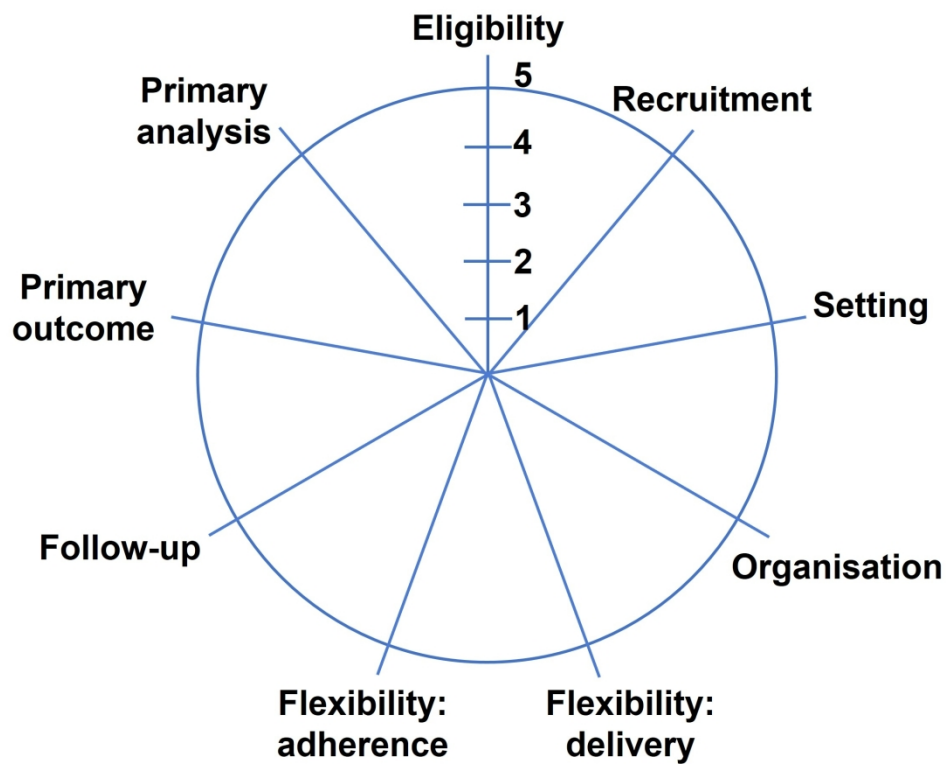 Eligibility
5
4
3
2
1
Recruitment
Setting
Organisation
Flexibility:
delivery
Flexibility:
adherence
Follow-up
Primary
outcome
Primary
analysis